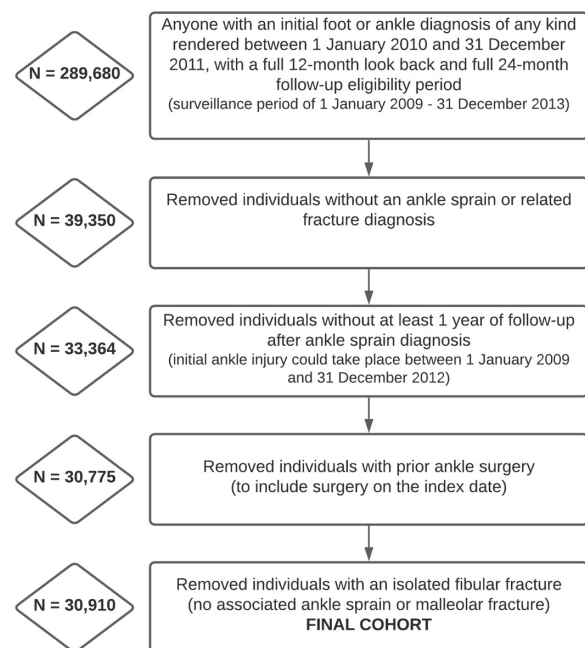 N = 289,680
Anyone with an initial foot or ankle diagnosis of any kind
rendered between 1 January 2010 and 31 December
2011, with a full 12-month look back and full 24-month
follow-up eligibility period
(surveillance period of 1 January 2009 - 31 December 2013)
N = 39,350
Removed individuals without an ankle sprain or related
fracture diagnosis
N = 33,364
Removed individuals without at least 1 year of follow-up
after ankle sprain diagnosis
(initial ankle injury could take place between 1 January 2009
and 31 December 2012)
N = 30,775
Removed individuals with prior ankle surgery
(to include surgery on the index date)
N = 30,910
Removed individuals with an isolated fibular fracture
(no associated ankle sprain or malleolar fracture)
FINAL COHORT